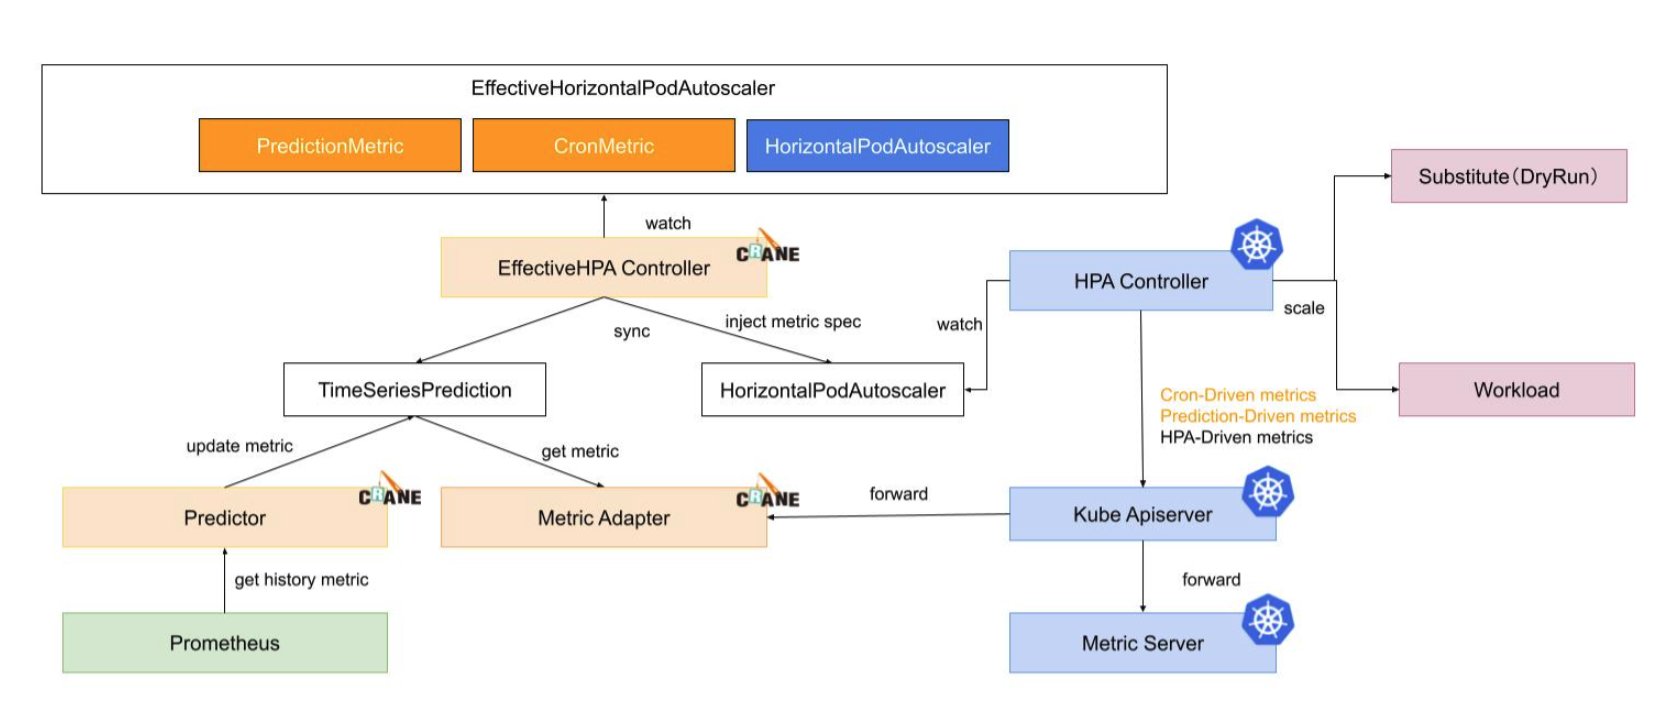 EffectiveHorizontalPodAutoscaler
PredictionMetric
CronMetric
HorizontalPodAutoscaler
Substitute（DryRun）
watch
CRANE
EffectiveHPA Controller
HPA Controller
scale
sync
inject metric spec
watch
TimeSeriesPrediction
HorizontalPodAutoscaler
Workload
Cron-Driven metrics
Prediction-Driven metrics
HPA-Driven metrics
update metric
get metric
CRANE
CRANE
forward
Predictor
Metric Adapter
Kube Apiserver
get history metric
forward
Prometheus
Metric Server